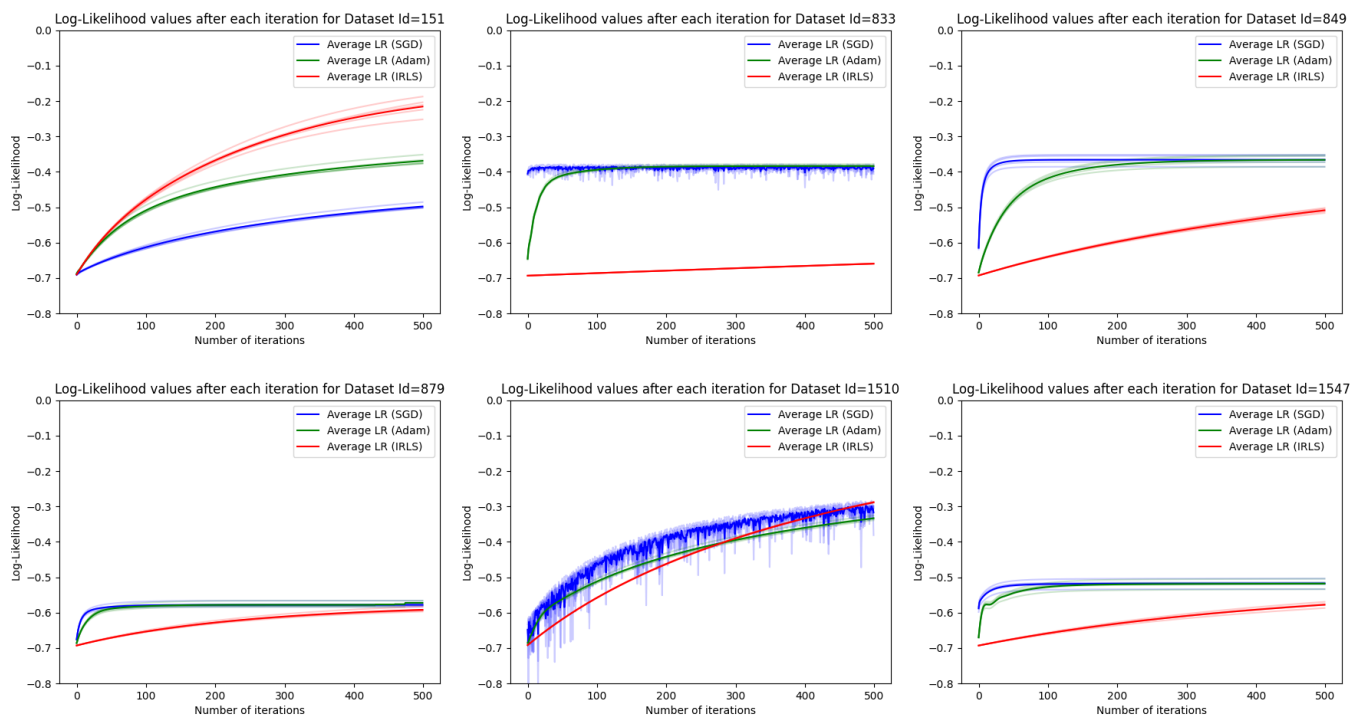 Log-Likelihood values after each iteration for Dataset Id=151
0.0
−0.1
−0.2
−0.3
−0.4
−0.5
−0.6
−0.7
−0.8
Log-Likelihood
Average LR (SGD)
Average LR (Adam)
Average LR (IRLS)
0 100 200 300 400 500
Number of iterations
Log-Likelihood values after each iteration for Dataset Id=833
0.0
−0.1
−0.2
−0.3
−0.4
−0.5
−0.6
−0.7
−0.8
Log-Likelihood
Average LR (SGD)
Average LR (Adam)
Average LR (IRLS)
0 100 200 300 400 500
Number of iterations
Log-Likelihood values after each iteration for Dataset Id=849
0.0
−0.1
−0.2
−0.3
−0.4
−0.5
−0.6
−0.7
−0.8
Log-Likelihood
Average LR (SGD)
Average LR (Adam)
Average LR (IRLS)
0 100 200 300 400 500
Number of iterations
Log-Likelihood values after each iteration for Dataset Id=879
0.0
−0.1
−0.2
−0.3
−0.4
−0.5
−0.6
−0.7
−0.8
Log-Likelihood
Average LR (SGD)
Average LR (Adam)
Average LR (IRLS)
0 100 200 300 400 500
Number of iterations
Log-Likelihood values after each iteration for Dataset Id=1510
0.0
−0.1
−0.2
−0.3
−0.4
−0.5
−0.6
−0.7
−0.8
Log-Likelihood
Average LR (SGD)
Average LR (Adam)
Average LR (IRLS)
0 100 200 300 400 500
Number of iterations
Log-Likelihood values after each iteration for Dataset Id=1547
0.0
−0.1
−0.2
−0.3
−0.4
−0.5
−0.6
−0.7
−0.8
Log-Likelihood
Average LR (SGD)
Average LR (Adam)
Average LR (IRLS)
0 100 200 300 400 500
Number of iterations